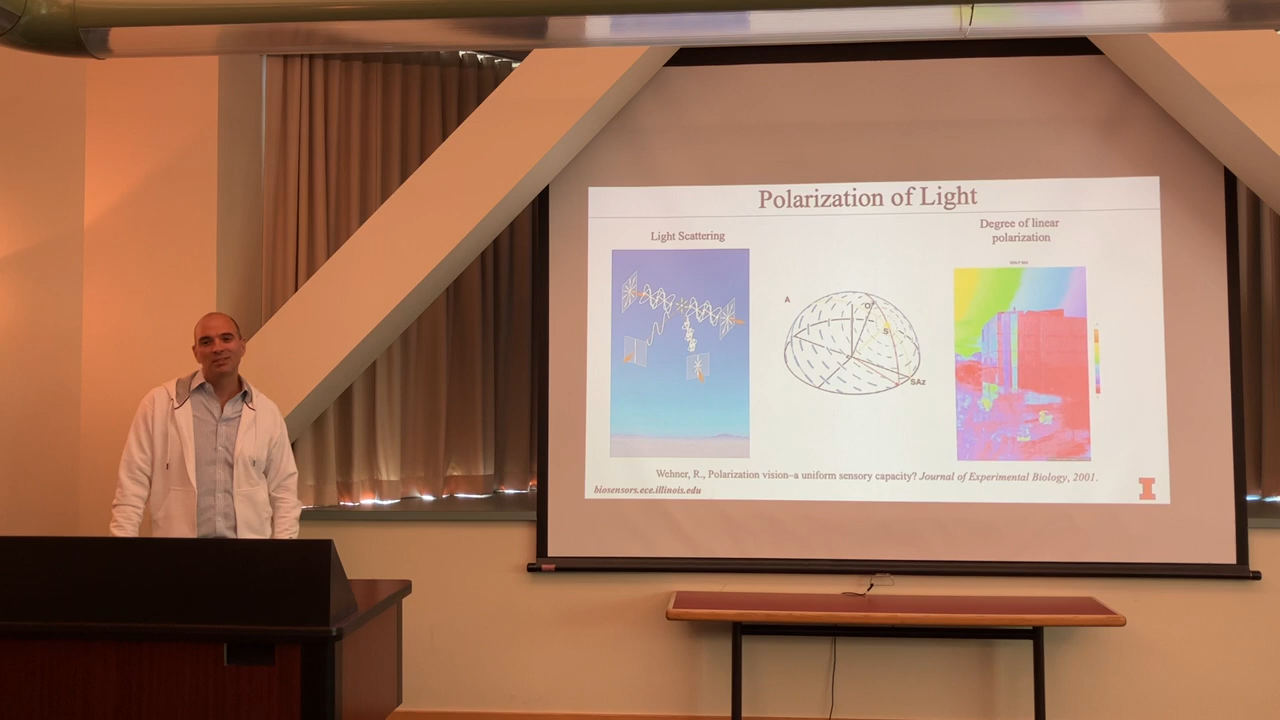 Polarization of Light
Light Scattering
Degree of linear
polarization
A
O
S
SAz
Wehner, R., Polarization vision–a uniform sensory capacity? Journal of Experimental Biology, 2001.
biosensors.ece.illinois.edu
I